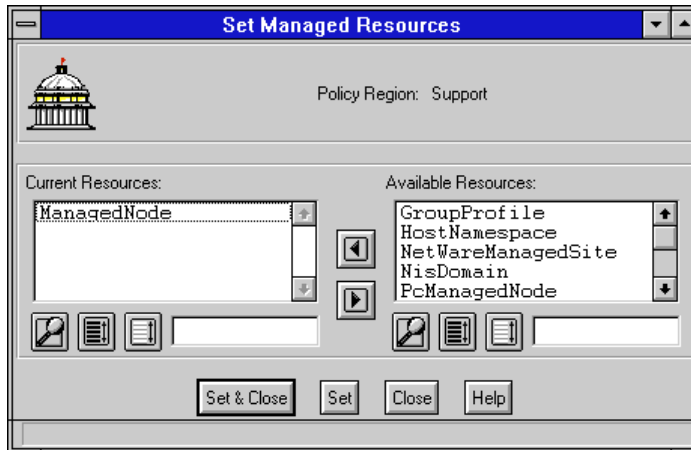 Set Managed Resources
Policy Region: Support
Current Resources:
ManagedNode
Available Resources:
GroupProfile
HostNamespace
NetWareManagedSite
NisDomain
PcManagedNode
Set & Close
Set
Close
Help